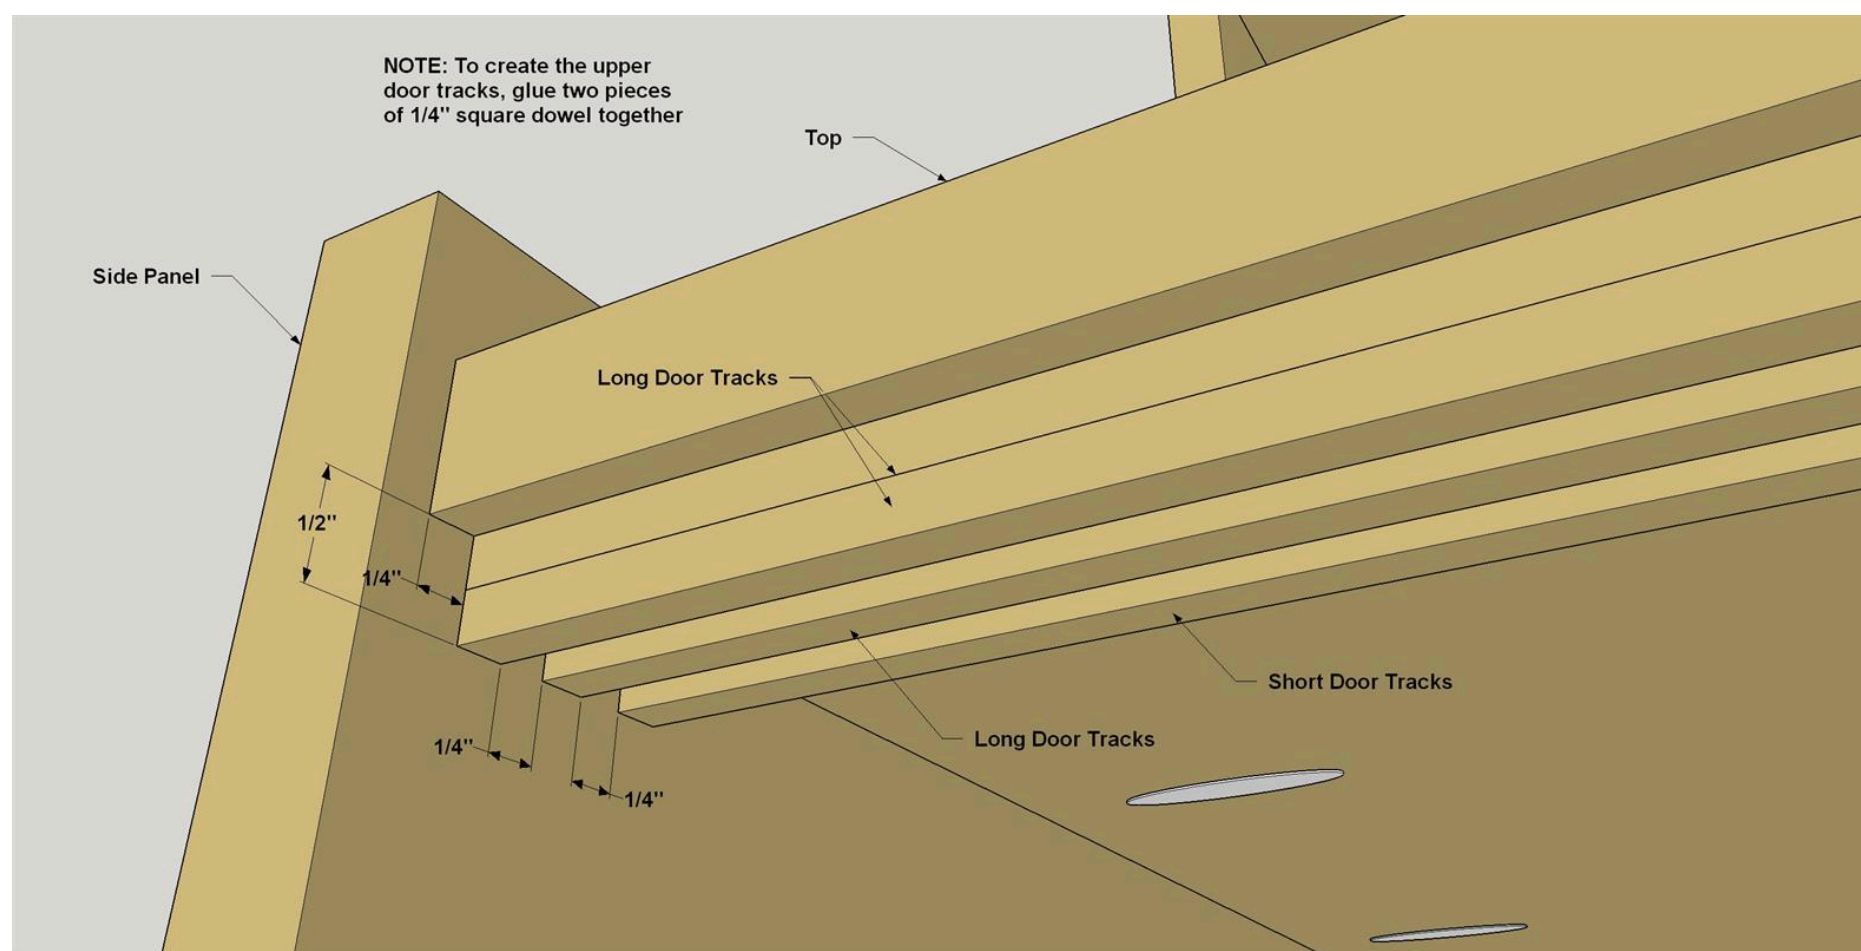 NOTE: To create the upper
door tracks, glue two pieces
of 1/4" square dowel together
Top
Side Panel
Long Door Tracks
1/2"
1/4"
Short Door Tracks
Long Door Tracks
1/4"
1/4"